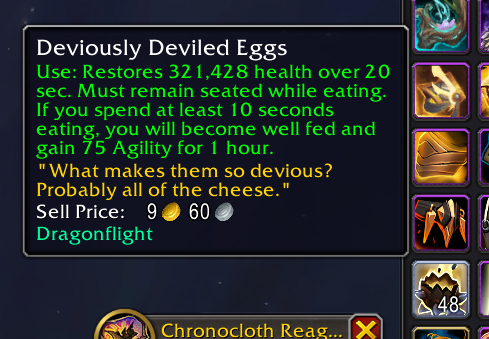 Deviously Deviled Eggs
Use: Restores 321,428 health over 20
sec. Must remain seated while eating.
If you spend at least 10 seconds
eating, you will become well fed and
gain 75 Agility for 1 hour.
"What makes them so devious?
Probably all of the cheese."
Sell Price: 9 60
Dragonflight
48
Chronocloth Reag...